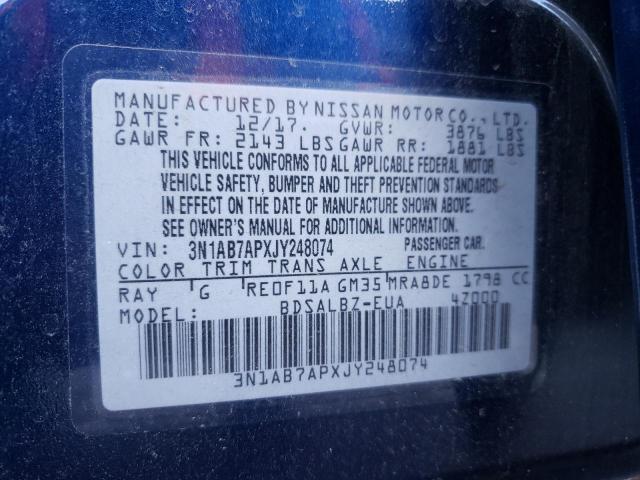 MANUFACTURED BY NISSAN MOTOR CO., LTD.
DATE: 12/17. GVWR: 3876 LBS
GAWR FR: 2143 LBS GAWR RR: 1881 LBS
THIS VEHICLE CONFORMS TO ALL APPLICABLE FEDERAL MOTOR
VEHICLE SAFETY, BUMPER AND THEFT PREVENTION STANDARDS
IN EFFECT ON THE DATE OF MANUFACTURE SHOWN ABOVE.
SEE OWNER'S MANUAL FOR ADDITIONAL INFORMATION.
VIN: 3N1AB7APXJY248074 PASSENGER CAR.
COLOR TRIM TRANS AXLE ENGINE
RAY G RE0F11A GM35 MRA8DE 1798 CC
MODEL: BDSALBZ-EUA 4Z000
3N1AB7APXJY248074